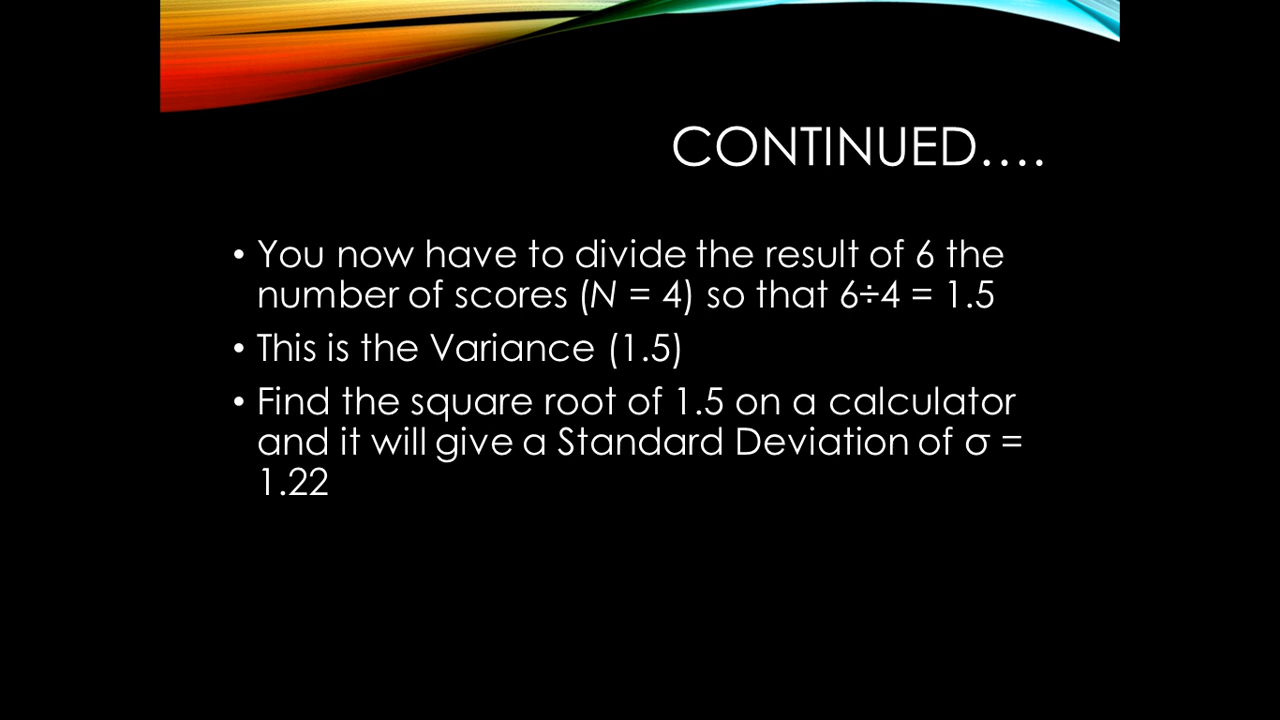 CONTINUED….
• You now have to divide the result of 6 the
number of scores (N = 4) so that 6÷4 = 1.5
• This is the Variance (1.5)
• Find the square root of 1.5 on a calculator
and it will give a Standard Deviation of σ =
1.22